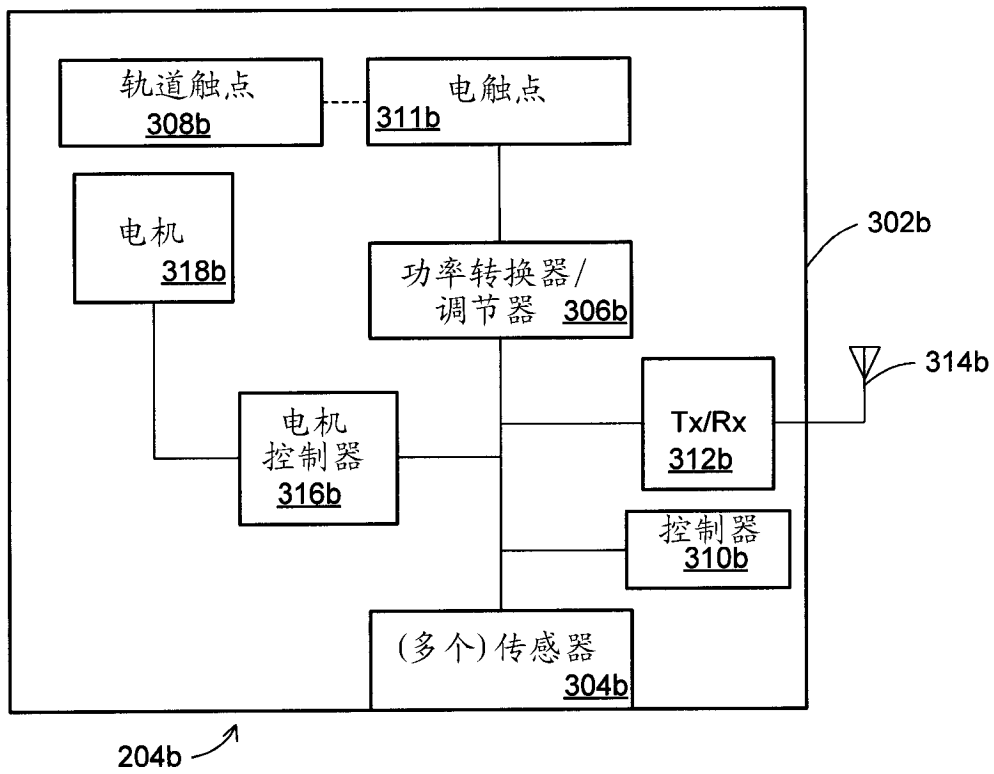 轨道触点
308b
电触点
311b
电机
318b
功率转换器/
调节器 306b
302b
314b
电机
控制器
316b
Tx/Rx
312b
控制器
310b
(多个)传感器
304b
204b